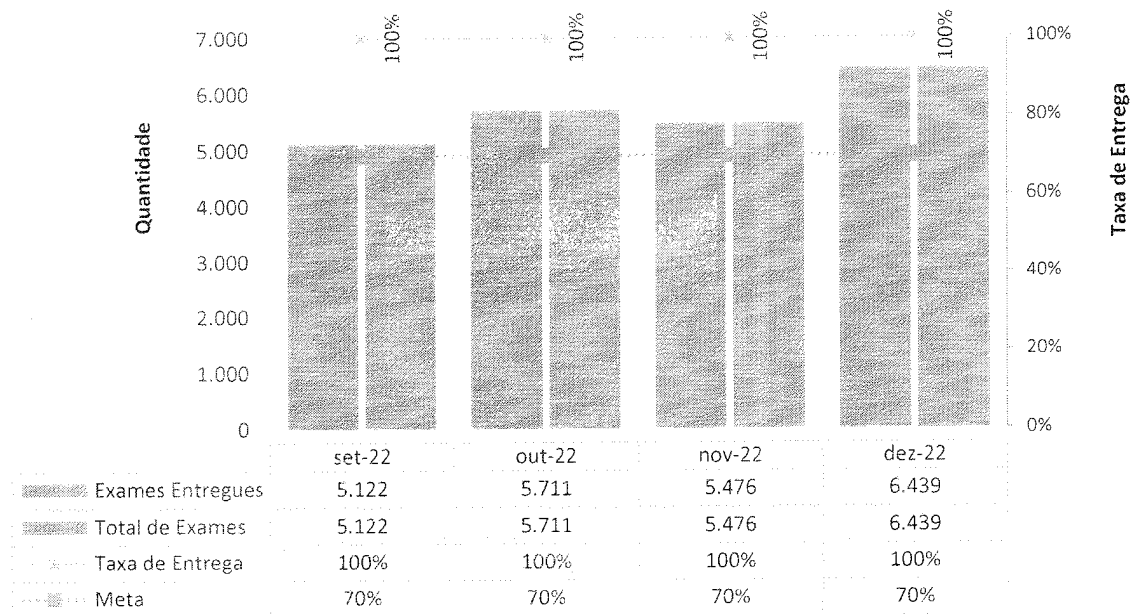 7.000
6.000
5.000
4.000
3.000
2.000
1.000
0
Quantidade
100%
100%
100%
100%
100%
80%
60%
40%
20%
0%
Taxa de Entrega
set-22 out-22 nov-22 dez-22
Exames Entregues 5.122 5.711 5.476 6.439
Total de Exames 5.122 5.711 5.476 6.439
Taxa de Entrega 100% 100% 100% 100%
Meta 70% 70% 70% 70%